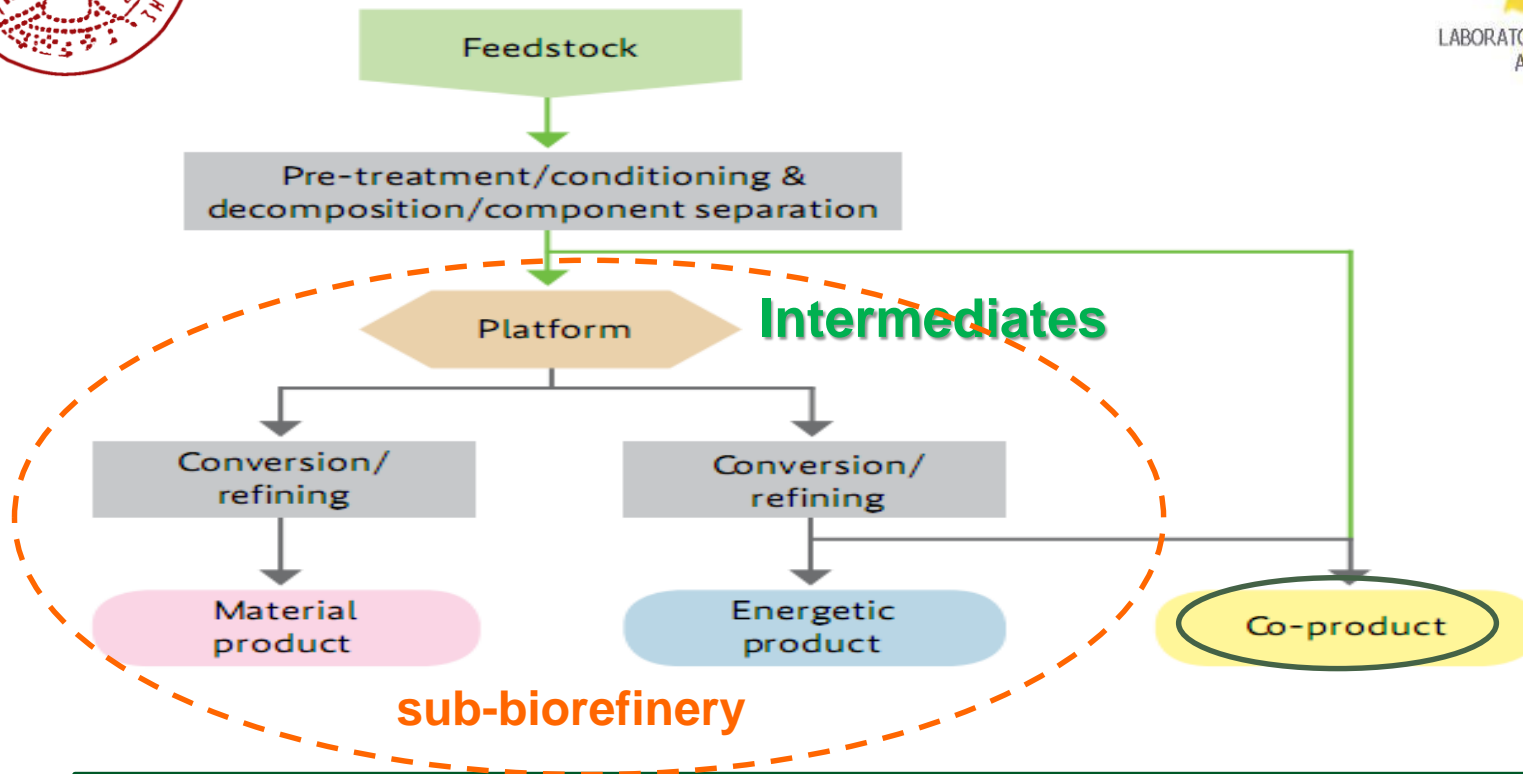 Feedstock
Pre-treatment/conditioning &
decomposition/component separation
Platform
Intermediates
Conversion/
refining
Conversion/
refining
Material
product
Energetic
product
Co-product
sub-biorefinery